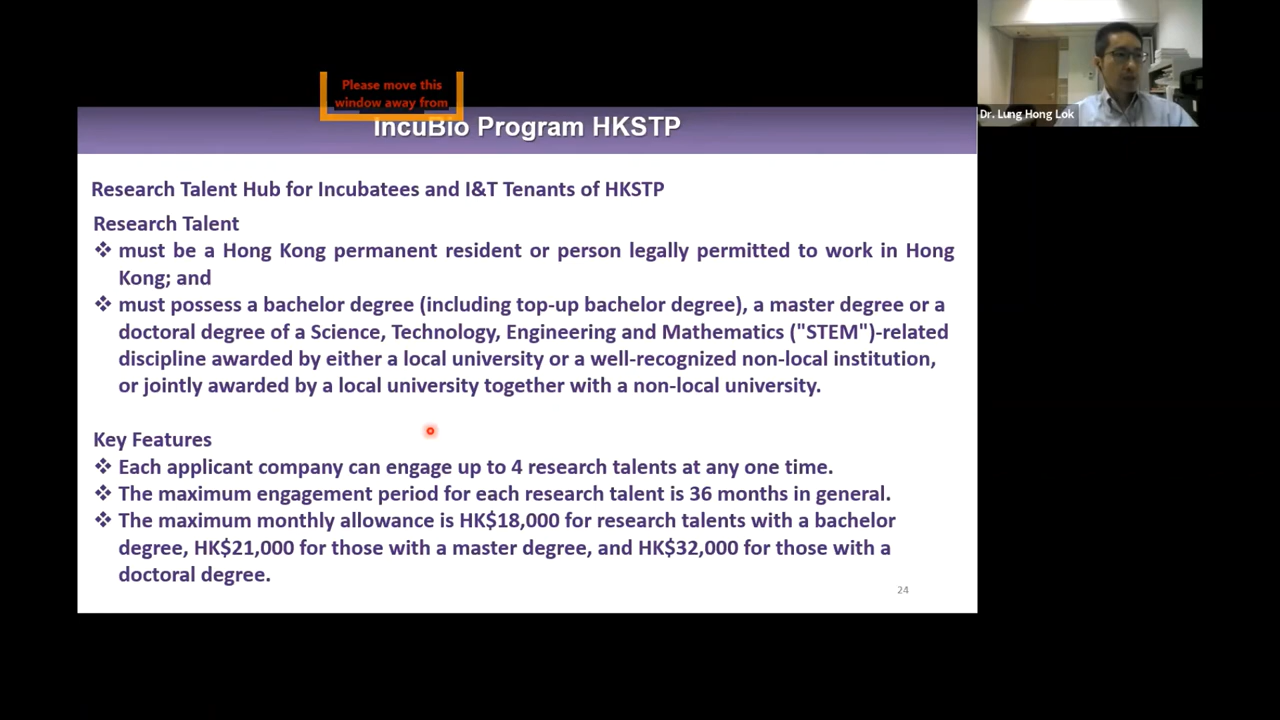 Please move this
window away from
IncuBio Program HKSTP
Dr. Lung Hong Lok
Research Talent Hub for Incubatees and I&T Tenants of HKSTP
Research Talent
❖ must be a Hong Kong permanent resident or person legally permitted to work in Hong
Kong; and
❖ must possess a bachelor degree (including top-up bachelor degree), a master degree or a
doctoral degree of a Science, Technology, Engineering and Mathematics ("STEM")-related
discipline awarded by either a local university or a well-recognized non-local institution,
or jointly awarded by a local university together with a non-local university.
Key Features
❖ Each applicant company can engage up to 4 research talents at any one time.
❖ The maximum engagement period for each research talent is 36 months in general.
❖ The maximum monthly allowance is HK$18,000 for research talents with a bachelor
degree, HK$21,000 for those with a master degree, and HK$32,000 for those with a
doctoral degree.
24